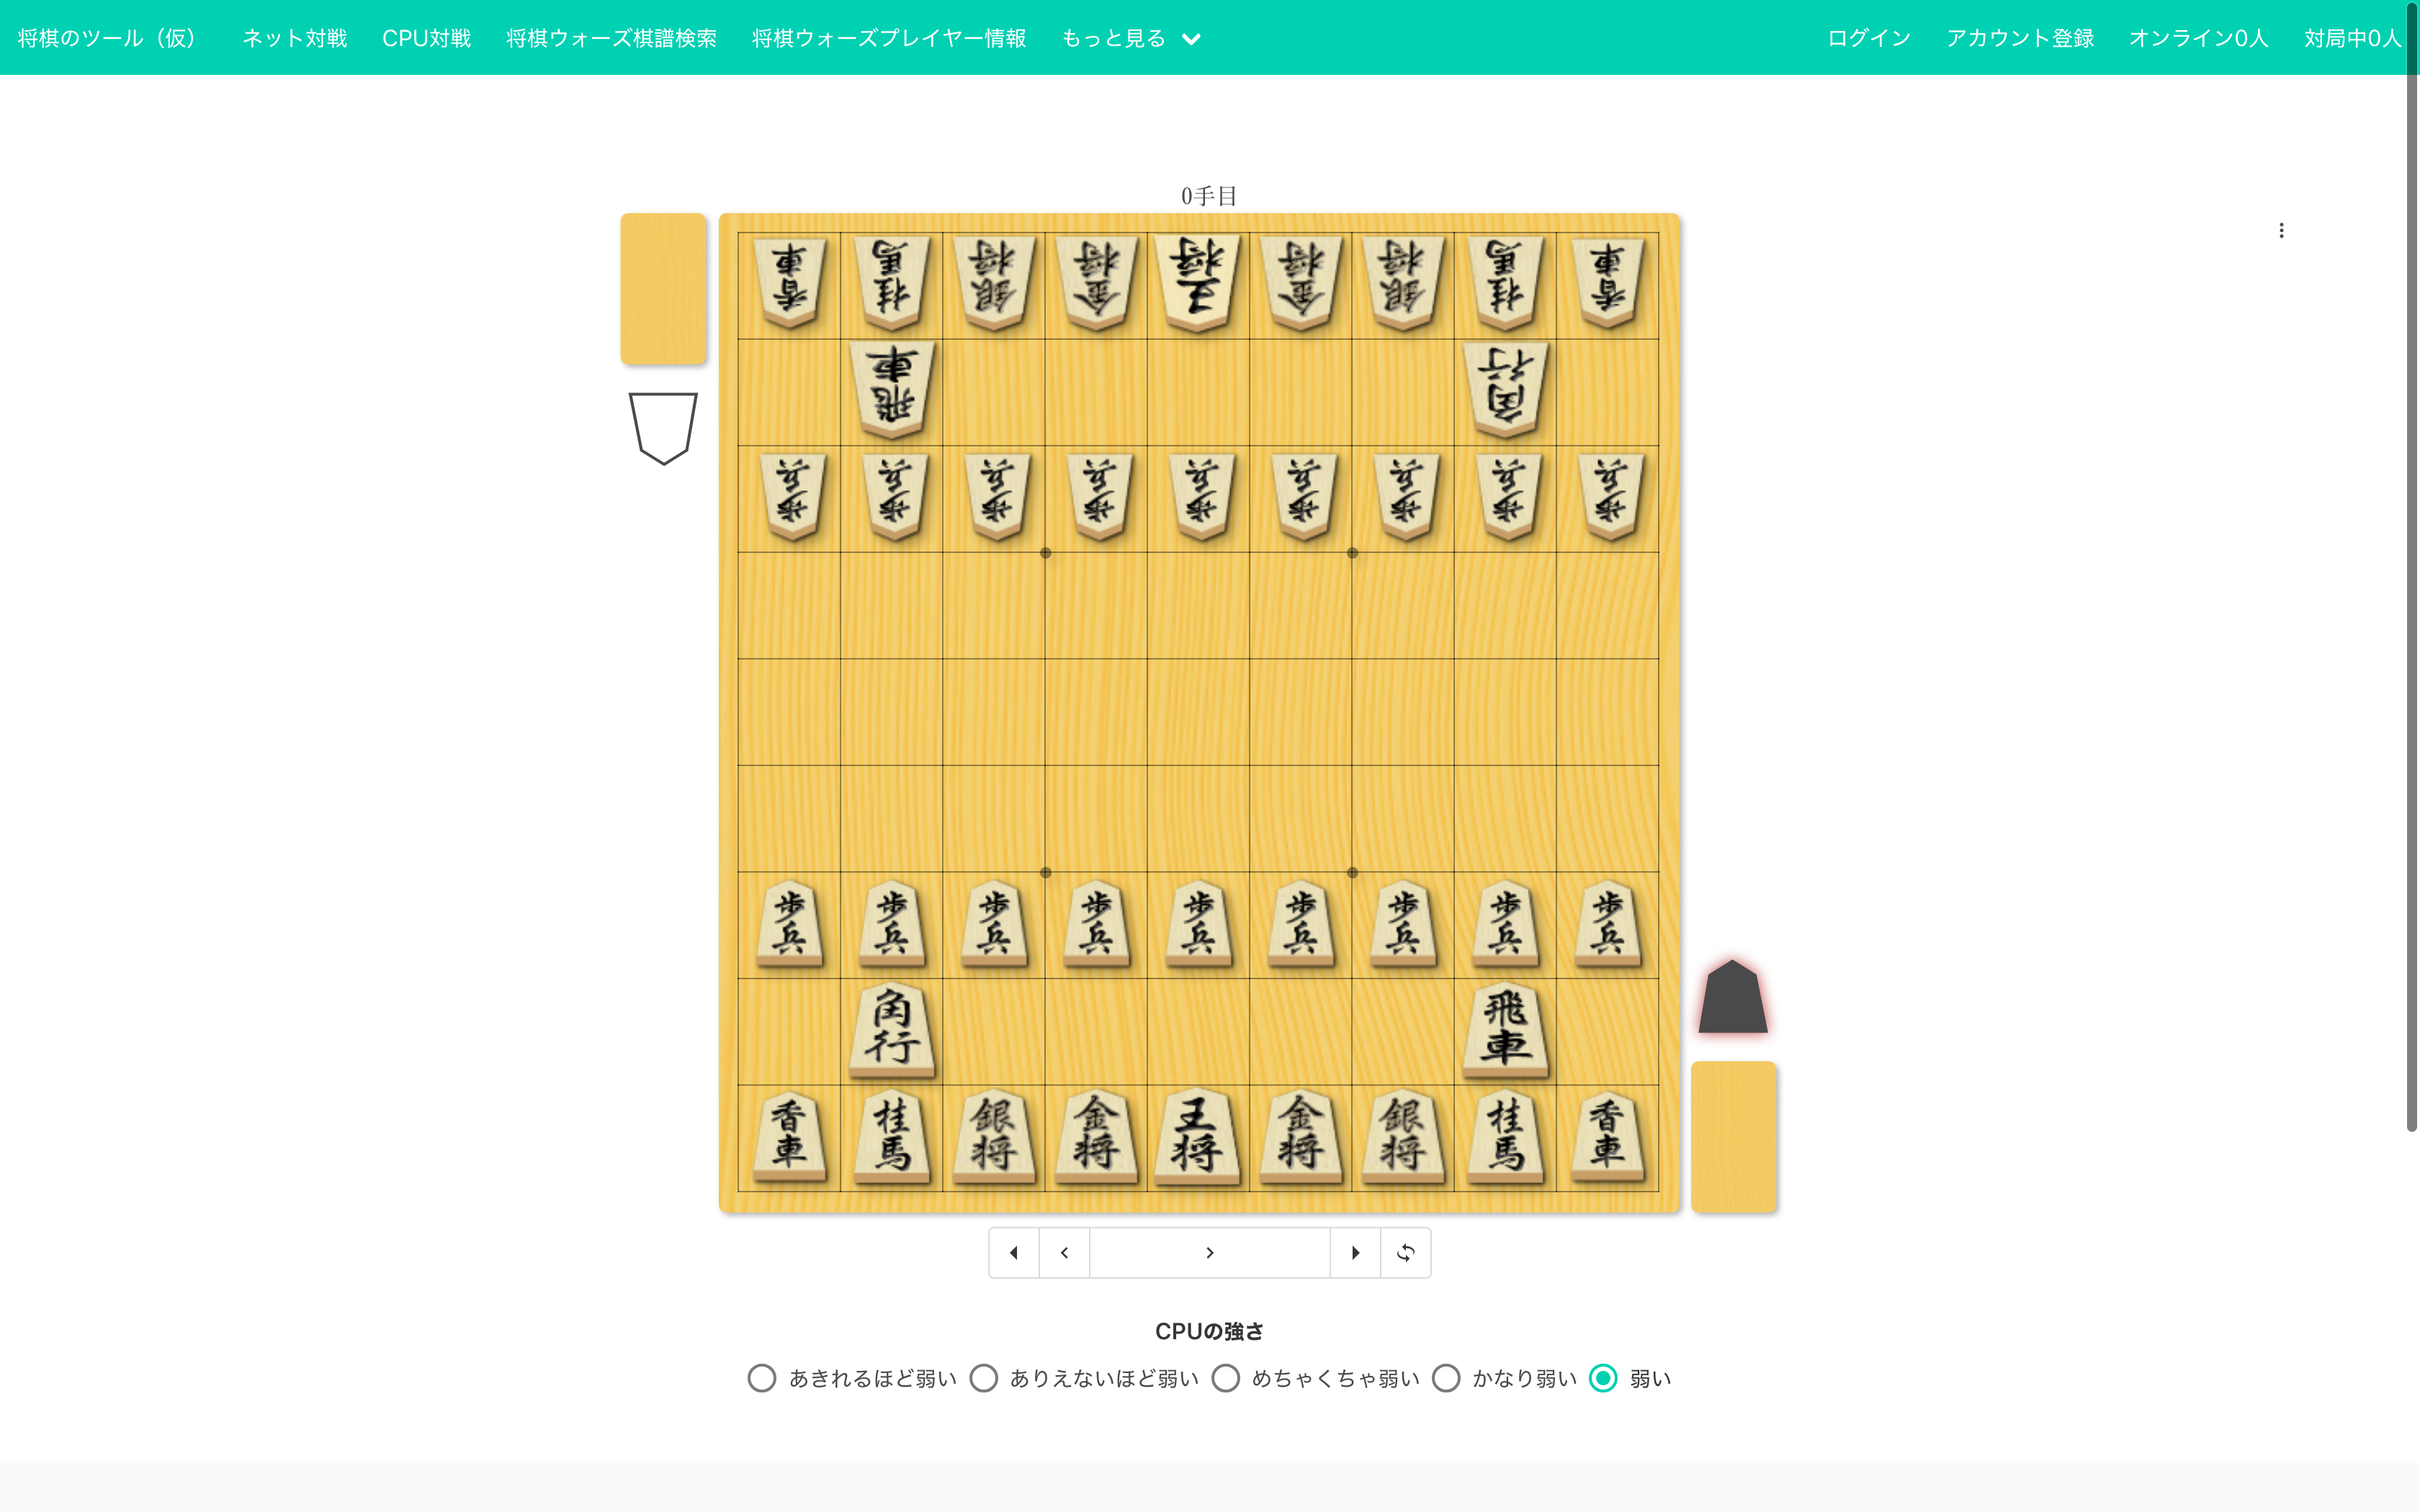 将棋のツール（仮） ネット対戦 CPU対戦 将棋ウォーズ棋譜検索 将棋ウォーズプレイヤー情報 もっと見る ログイン アカウント登録 オンライン0人 対局中0人
0手目
香車 桂馬 銀将 金将 王将 金将 銀将 桂馬 香車
飛車 角行
歩兵 歩兵 歩兵 歩兵 歩兵 歩兵 歩兵 歩兵 歩兵
歩兵 歩兵 歩兵 歩兵 歩兵 歩兵 歩兵 歩兵 歩兵
角行 飛車
香車 桂馬 銀将 金将 王将 金将 銀将 桂馬 香車
CPUの強さ
あきれるほど弱い ありえないほど弱い めちゃくちゃ弱い かなり弱い 弱い